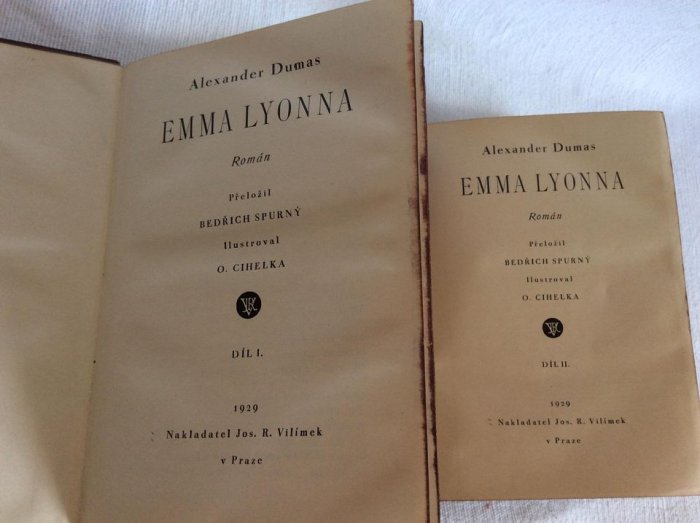 Alexander Dumas
EMMA LYONNA
Román
Přeložil
BEDŘICH SPURNÝ
Ilustroval
O. CIHELKA
DÍL I.
1929
Nakladatel Jos. R. Vilímek
v Praze
Alexander Dumas
EMMA LYONNA
Román
Přeložil
BEDŘICH SPURNÝ
Ilustroval
O. CIHELKA
DÍL II.
1929
Nakladatel Jos. R. Vilímek
v Praze